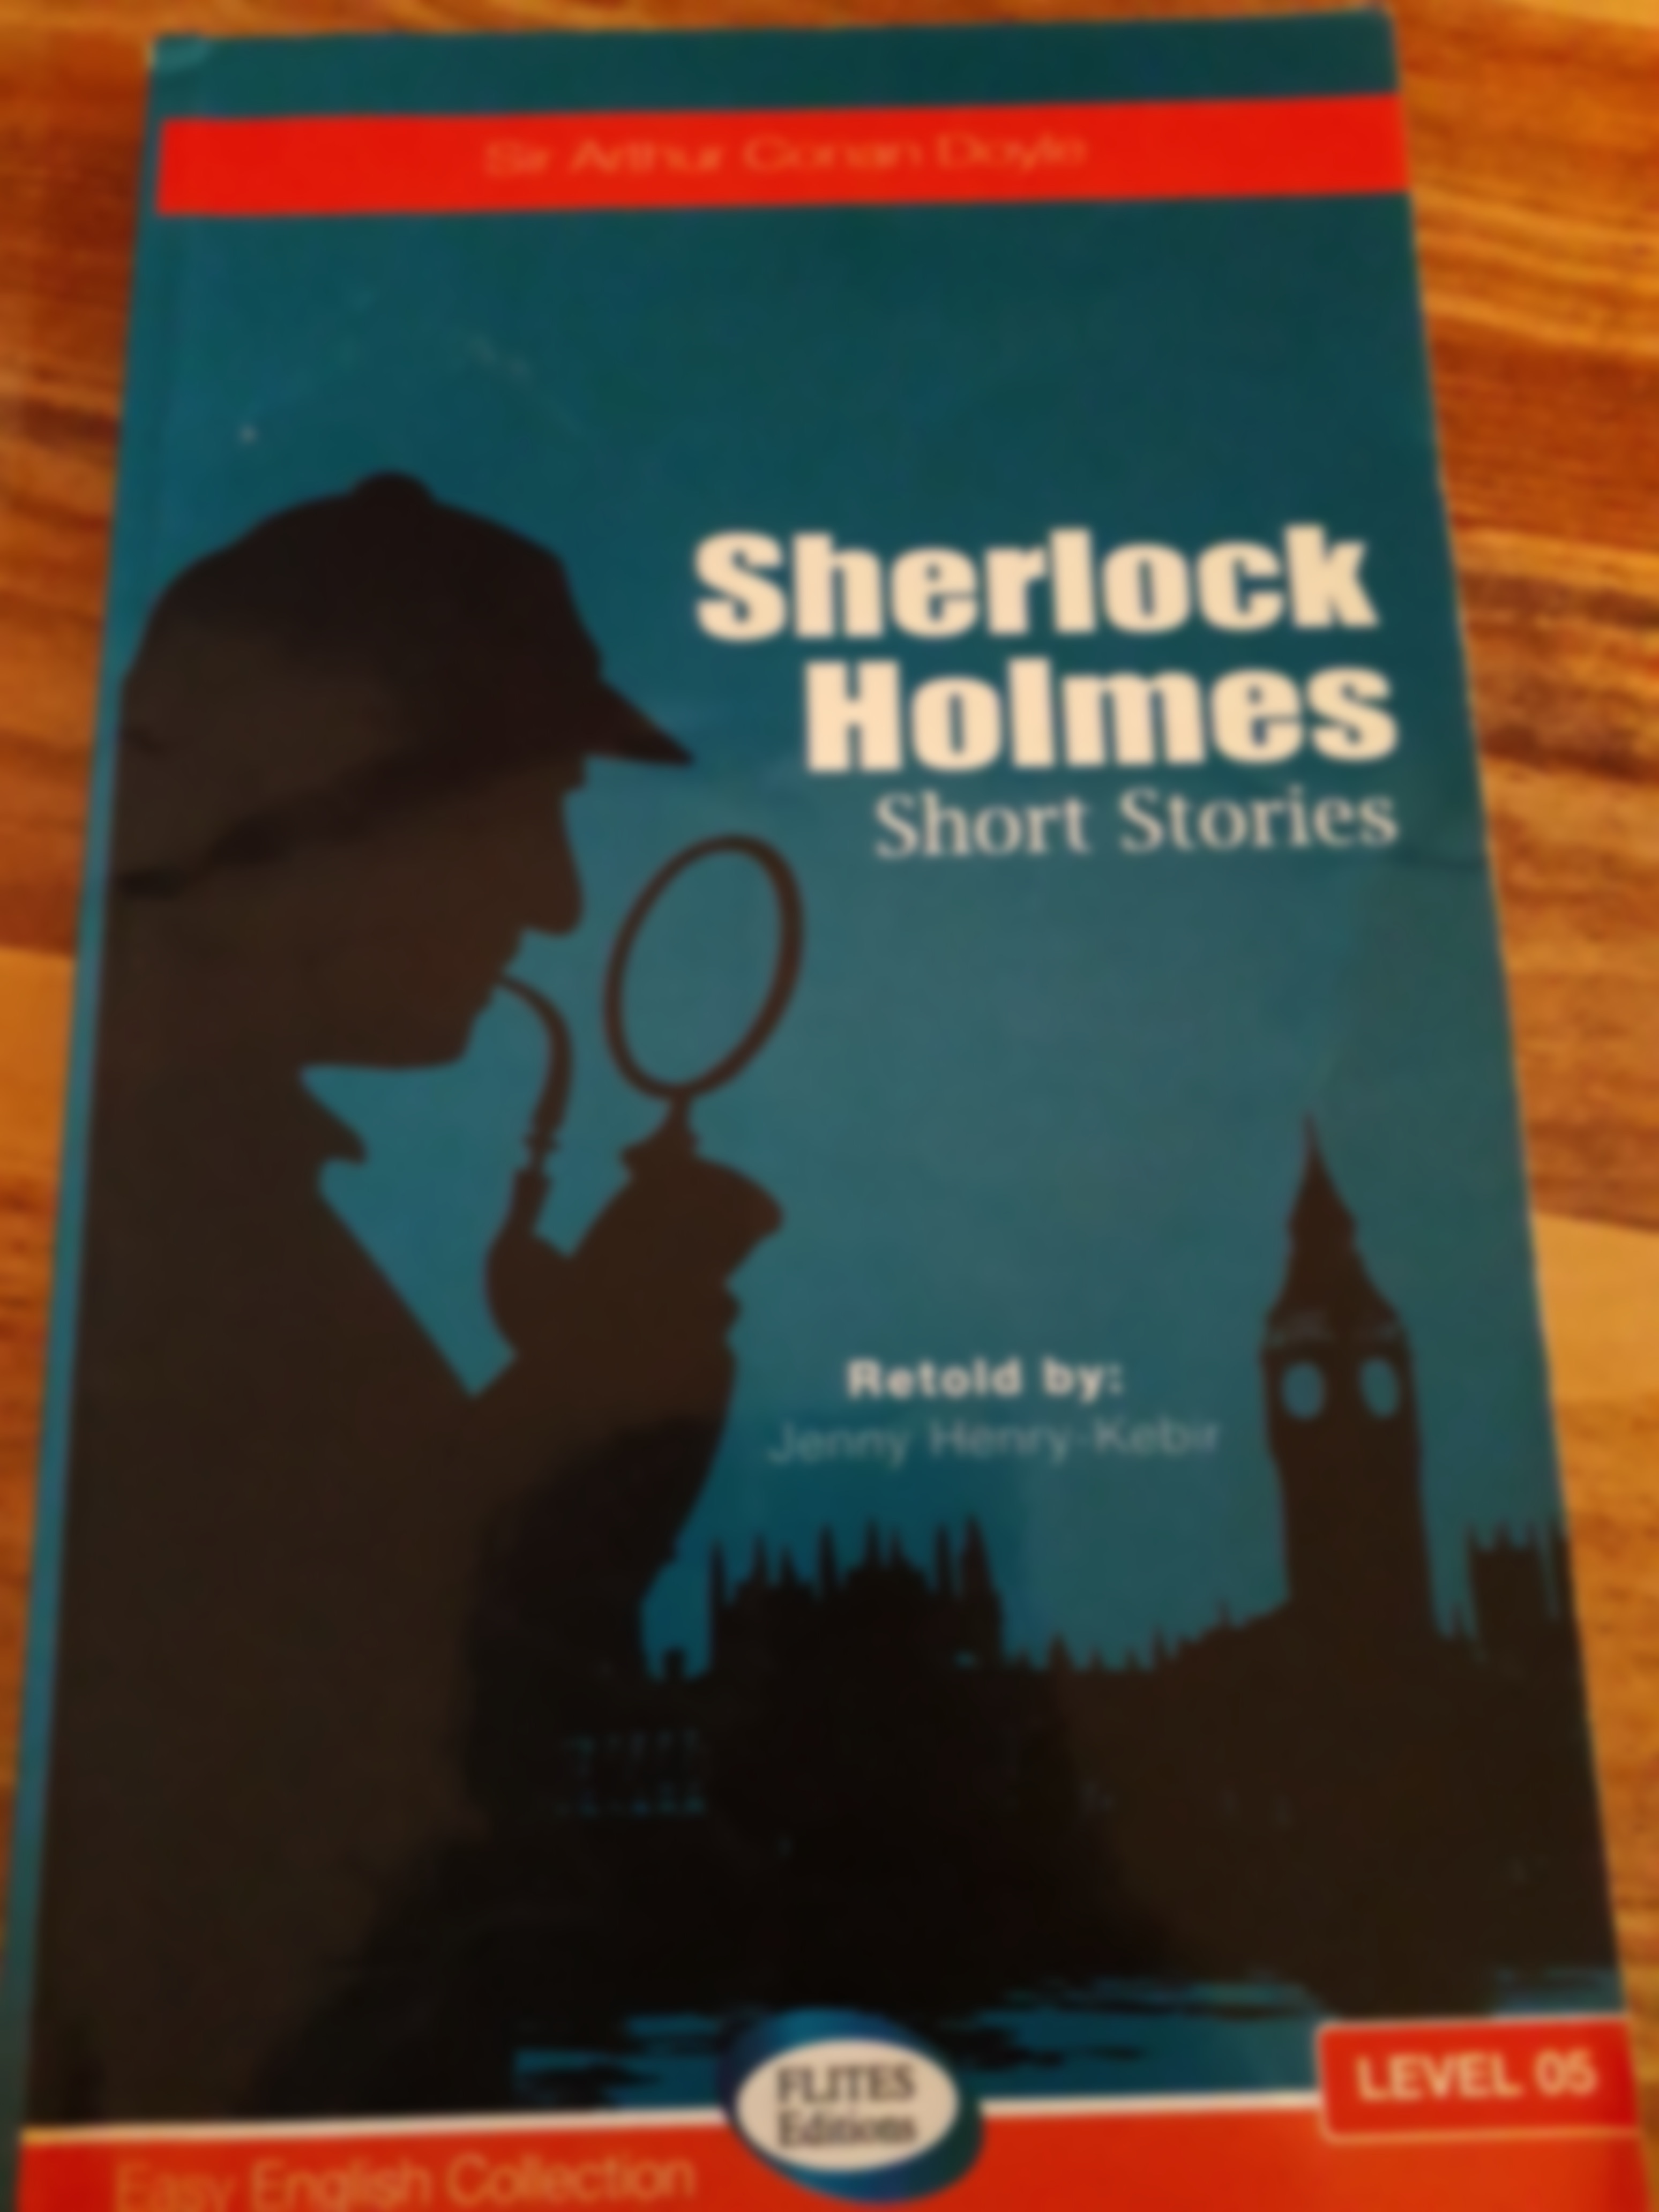 Sir Arthur Conan Doyle
Sherlock
Holmes
Short Stories
Retold by:
Jenny Henry-Kebir
LEVEL 05
FLITES
Editions
Easy English Collection